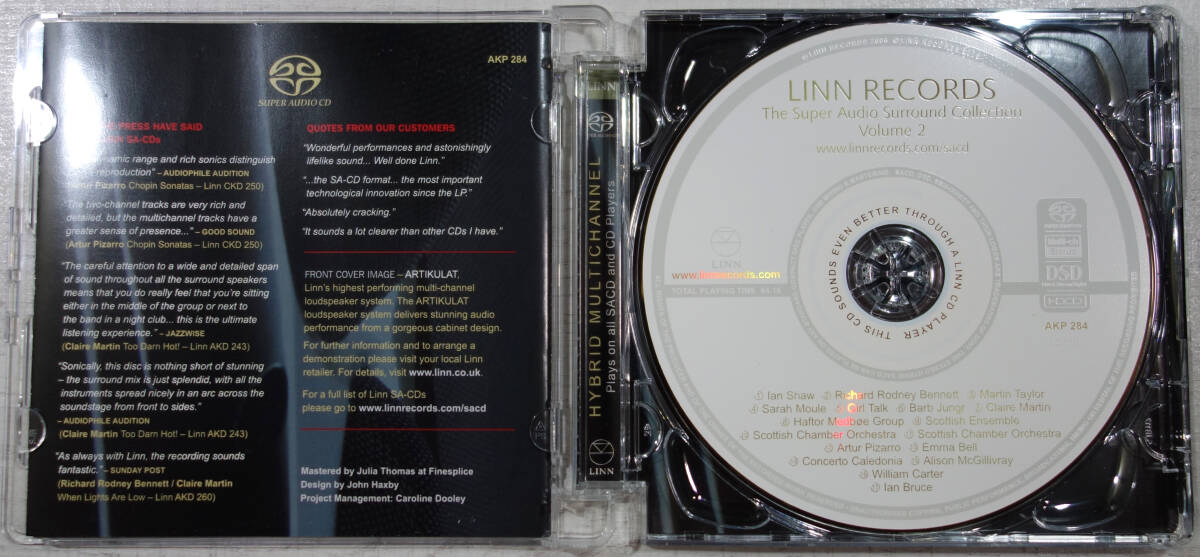 SUPER AUDIO CD
AKP 284
PRESS HAVE SAID
SA-CDs
dynamic range and rich sonics distinguish
reproduction” – AUDIOPHILE AUDITION
(Artur Pizarro Chopin Sonatas – Linn CKD 250)
“The two-channel tracks are very rich and
detailed, but the multichannel tracks have a
greater sense of presence...” – GOOD SOUND
(Artur Pizarro Chopin Sonatas – Linn CKD 250)
“The careful attention to a wide and detailed span
of sound throughout all the surround speakers
means that you do really feel that you're sitting
either in the middle of the group or next to
the band in a night club... this is the ultimate
listening experience.” – JAZZWISE
(Claire Martin Too Darn Hot! – Linn AKD 243)
“Sonically, this disc is nothing short of stunning
– the surround mix is just splendid, with all the
instruments spread nicely in an arc across the
soundstage from front to sides.”
– AUDIOPHILE AUDITION
(Claire Martin Too Darn Hot! – Linn AKD 243)
“As always with Linn, the recording sounds
fantastic.” – SUNDAY POST
(Richard Rodney Bennett / Claire Martin
When Lights Are Low – Linn AKD 260)
QUOTES FROM OUR CUSTOMERS
“Wonderful performances and astonishingly
lifelike sound... Well done Linn.”
“...the SA-CD format... the most important
technological innovation since the LP.”
“Absolutely cracking.”
“It sounds a lot clearer than other CDs I have.”
FRONT COVER IMAGE – ARTIKULAT,
Linn's highest performing multi-channel
loudspeaker system. The ARTIKULAT
loudspeaker system delivers stunning audio
performance from a gorgeous cabinet design.
For further information and to arrange a
demonstration please visit your local Linn
retailer. For details, visit www.linn.co.uk.
For a full list of Linn SA-CDs
please go to www.linnrecords.com/sacd
Mastered by Julia Thomas at Finesplice
Design by John Haxby
Project Management: Caroline Dooley
LINN
HYBRID MULTICHANNEL
Plays on all SACD and CD Players
LINN
LINN RECORDS
The Super Audio Surround Collection
Volume 2
www.linnrecords.com/sacd
THIS CD SOUNDS EVEN BETTER THROUGH A LINN CD PLAYER
LINN
www.linnrecords.com
TOTAL PLAYING TIME
DSD
HDCD
AKP 284
Ian Shaw Richard Rodney Bennett Martin Taylor
Sarah Moule Girl Talk Barb Jungr Claire Martin
Haftor Medbøe Group Scottish Ensemble
Scottish Chamber Orchestra Scottish Chamber Orchestra
Artur Pizarro Emma Bell
Concerto Caledonia Alison McGillivray
William Carter
Ian Bruce